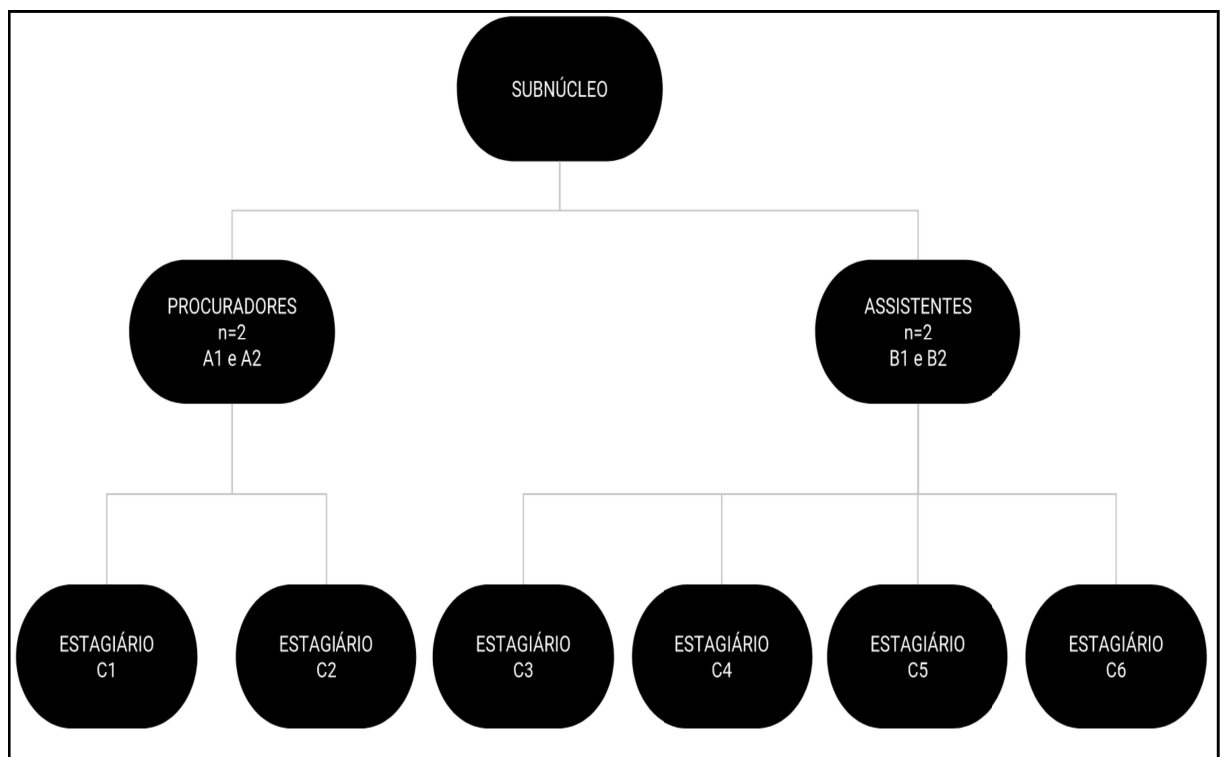 SUBNÚCLEO
PROCURADORES
n=2
A1 e A2
ASSISTENTES
n=2
B1 e B2
ESTAGIÁRIO
C1
ESTAGIÁRIO
C2
ESTAGIÁRIO
C3
ESTAGIÁRIO
C4
ESTAGIÁRIO
C5
ESTAGIÁRIO
C6